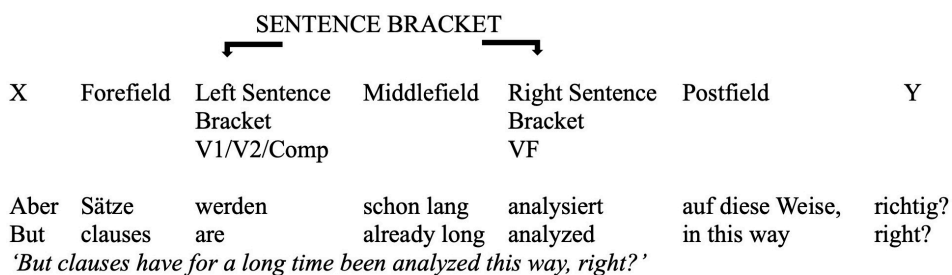 SENTENCE BRACKET
X Forefield Left Sentence Middlefield Right Sentence Postfield Y
Bracket Bracket
V1/V2/Comp VF
Aber Sätze werden schon lang analysiert auf diese Weise, richtig?
But clauses are already long analyzed in this way right?
‘But clauses have for a long time been analyzed this way, right?’